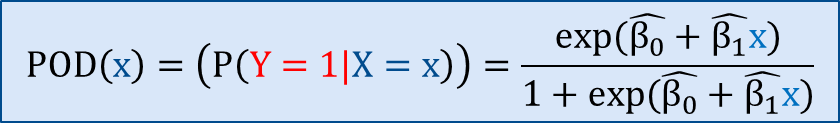 POD(x) = (P(Y = 1|X = x)) = exp(β̂₀ + β̂₁x) / 1 + exp(β̂₀ + β̂₁x)